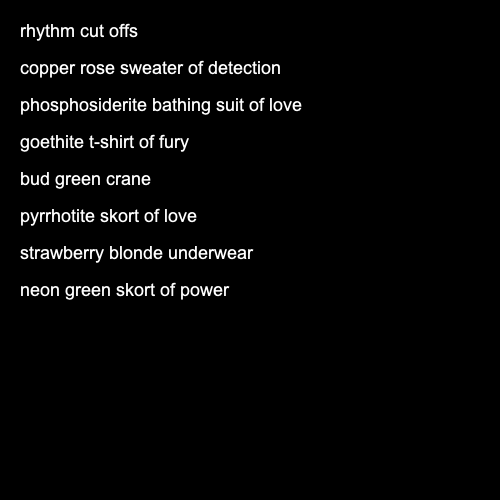 rhythm cut offs
copper rose sweater of detection
phosphosiderite bathing suit of love
goethite t-shirt of fury
bud green crane
pyrrhotite skort of love
strawberry blonde underwear
neon green skort of power